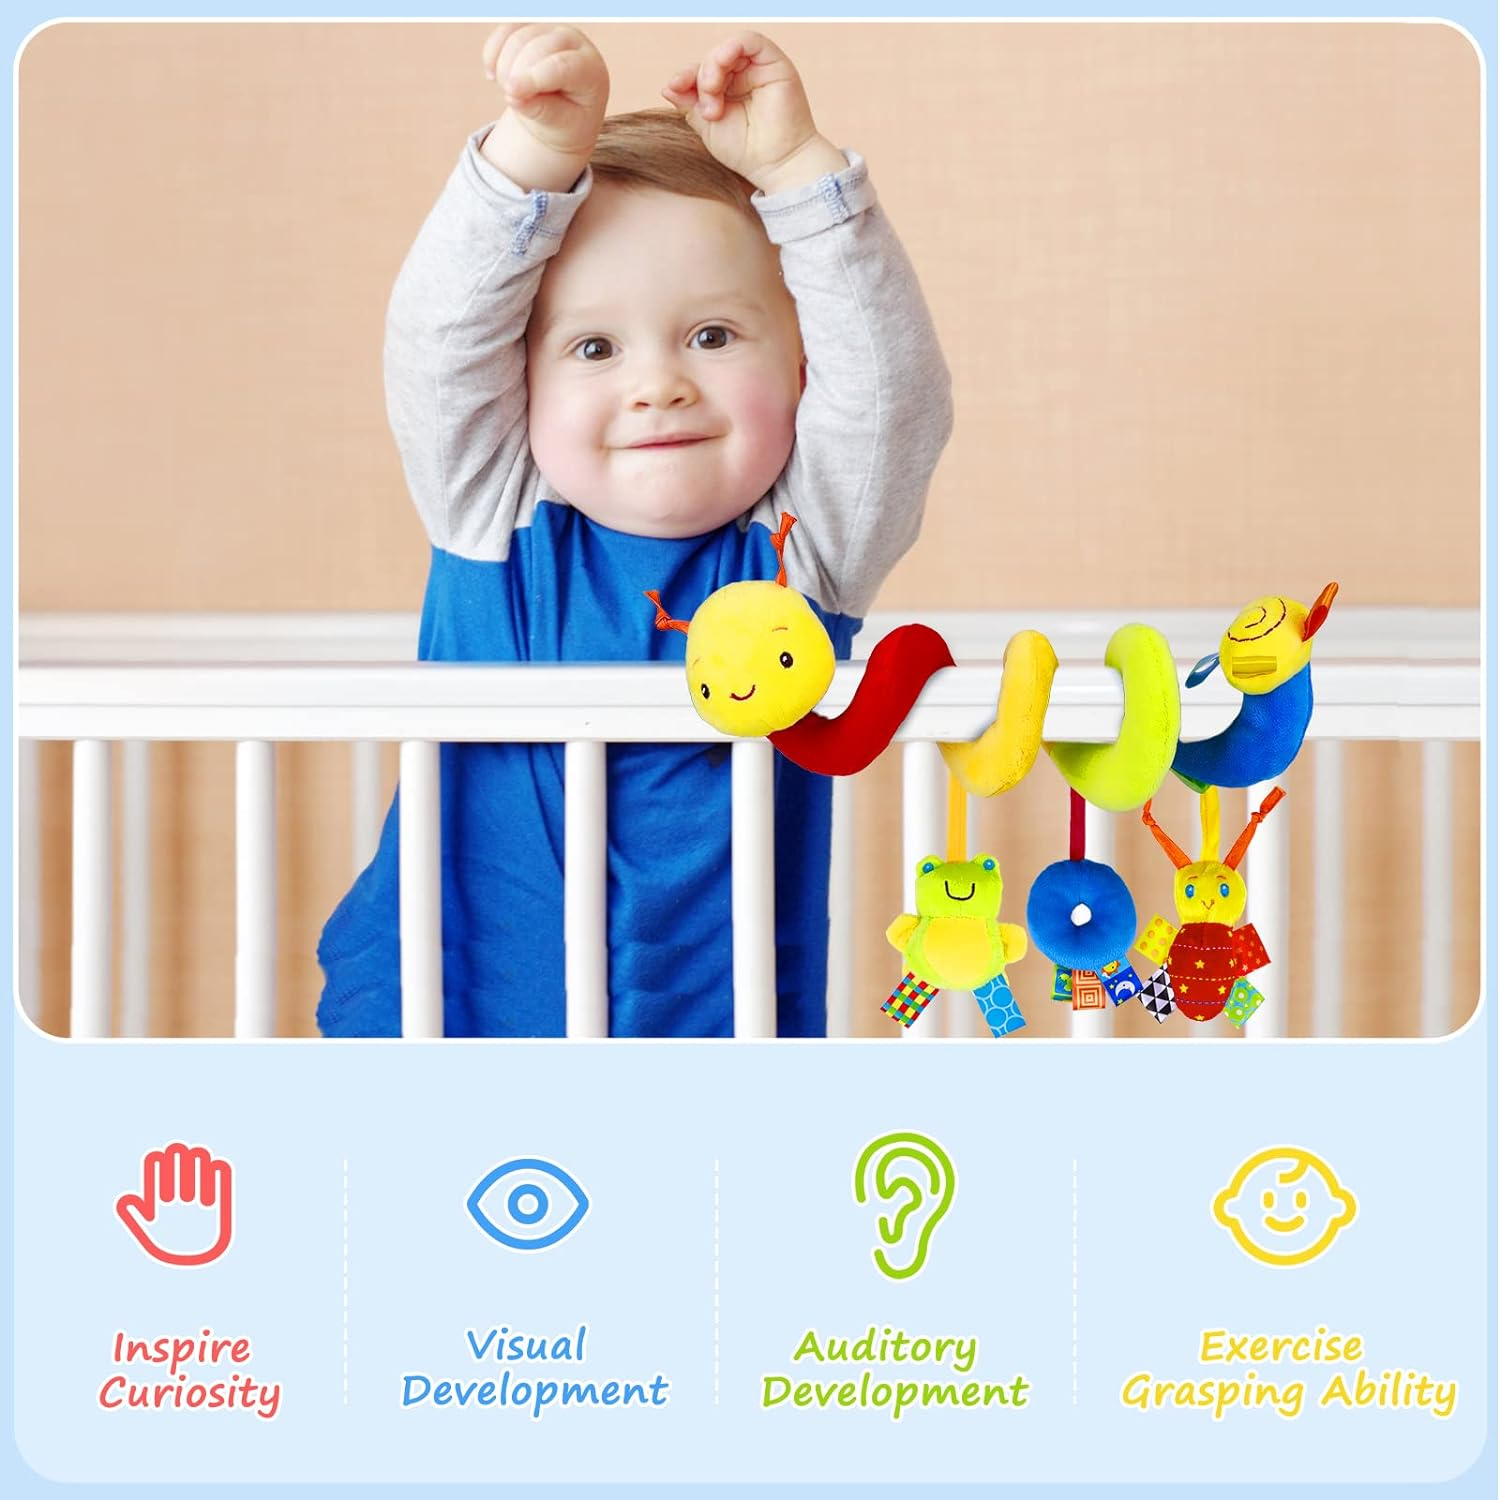 Inspire
Curiosity
Visual
Development
Auditory
Development
Exercise
Grasping Ability